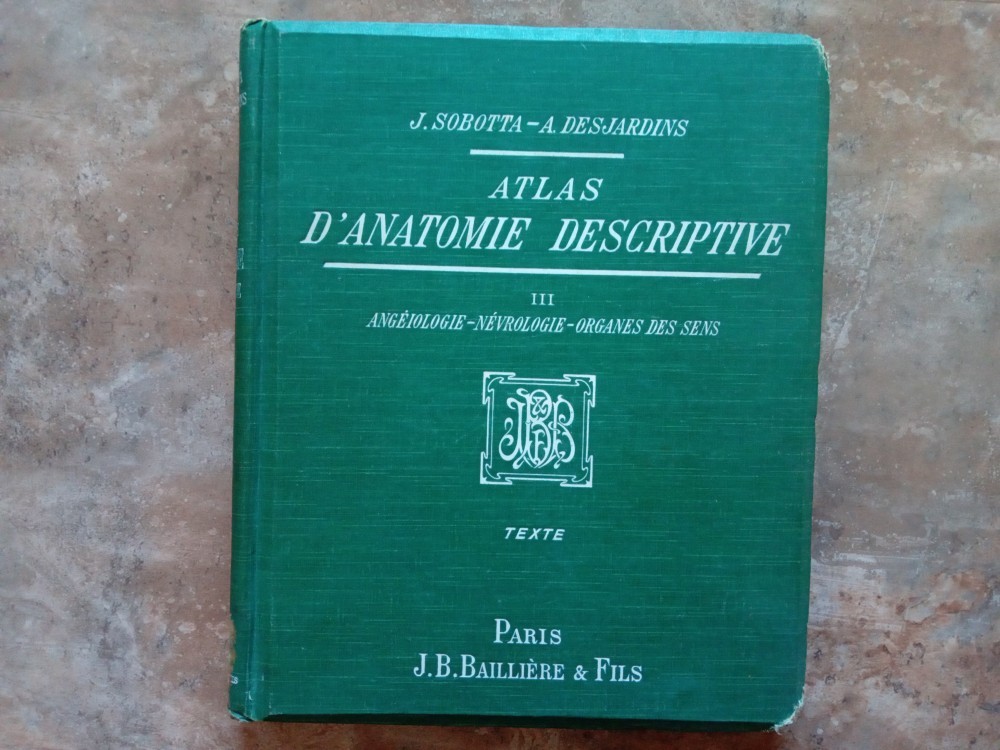 J. SOBOTTA – A. DESJARDINS
ATLAS
D'ANATOMIE DESCRIPTIVE
III
ANGÉIOLOGIE – NÉVROLOGIE – ORGANES DES SENS
TEXTE
PARIS
J.B. BAILLIÈRE & FILS